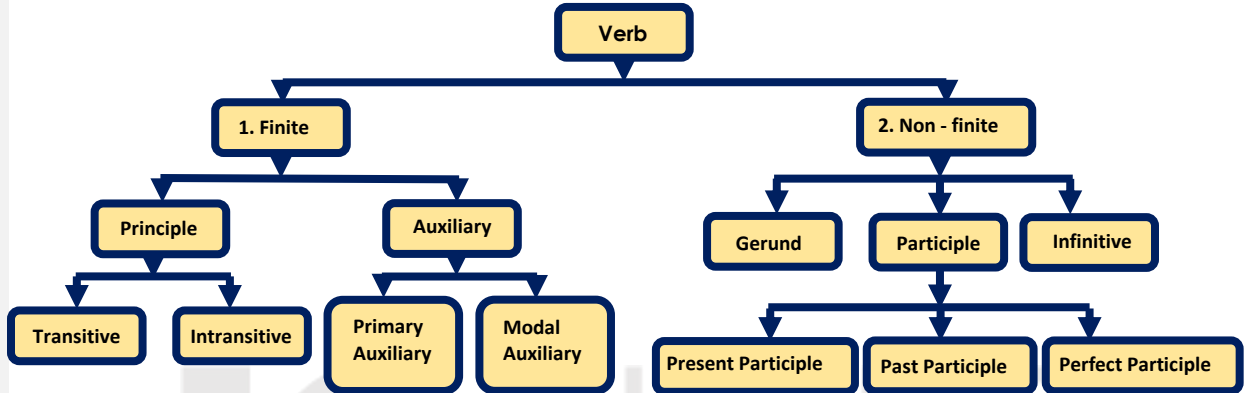 Verb
1. Finite
2. Non - finite
Principle
Auxiliary
Gerund
Participle
Infinitive
Transitive
Intransitive
Primary
Auxiliary
Modal
Auxiliary
Present Participle
Past Participle
Perfect Participle